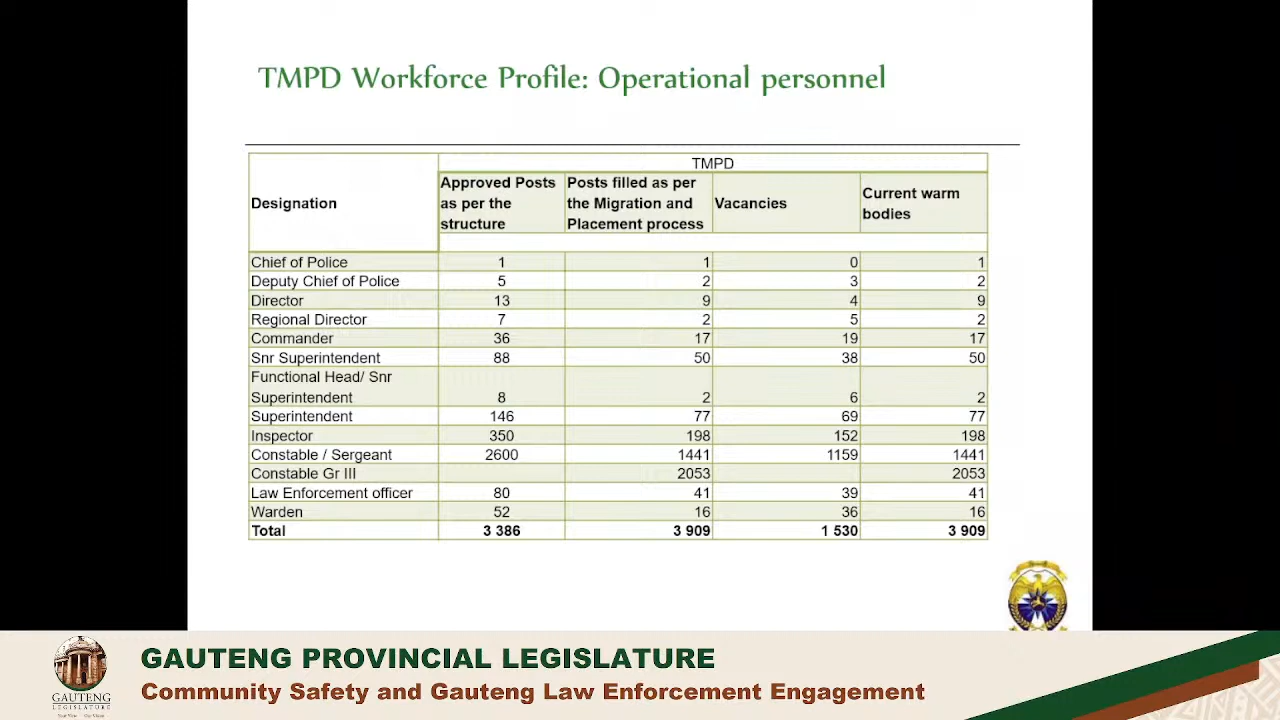 TMPD Workforce Profile: Operational personnel
TMPD
Designation
Approved Posts as per the structure
Posts filled as per the Migration and Placement process
Vacancies
Current warm bodies
Chief of Police 1 1 0 1
Deputy Chief of Police 5 2 3 2
Director 13 9 4 9
Regional Director 7 2 5 2
Commander 36 17 19 17
Snr Superintendent 88 50 38 50
Functional Head/ Snr
Superintendent 8 2 6 2
Superintendent 146 77 69 77
Inspector 350 198 152 198
Constable / Sergeant 2600 1441 1159 1441
Constable Gr III 2053 2053
Law Enforcement officer 80 41 39 41
Warden 52 16 36 16
Total 3 386 3 909 1 530 3 909
GAUTENG PROVINCIAL LEGISLATURE
Community Safety and Gauteng Law Enforcement Engagement
GAUTENG
LEGISLATURE